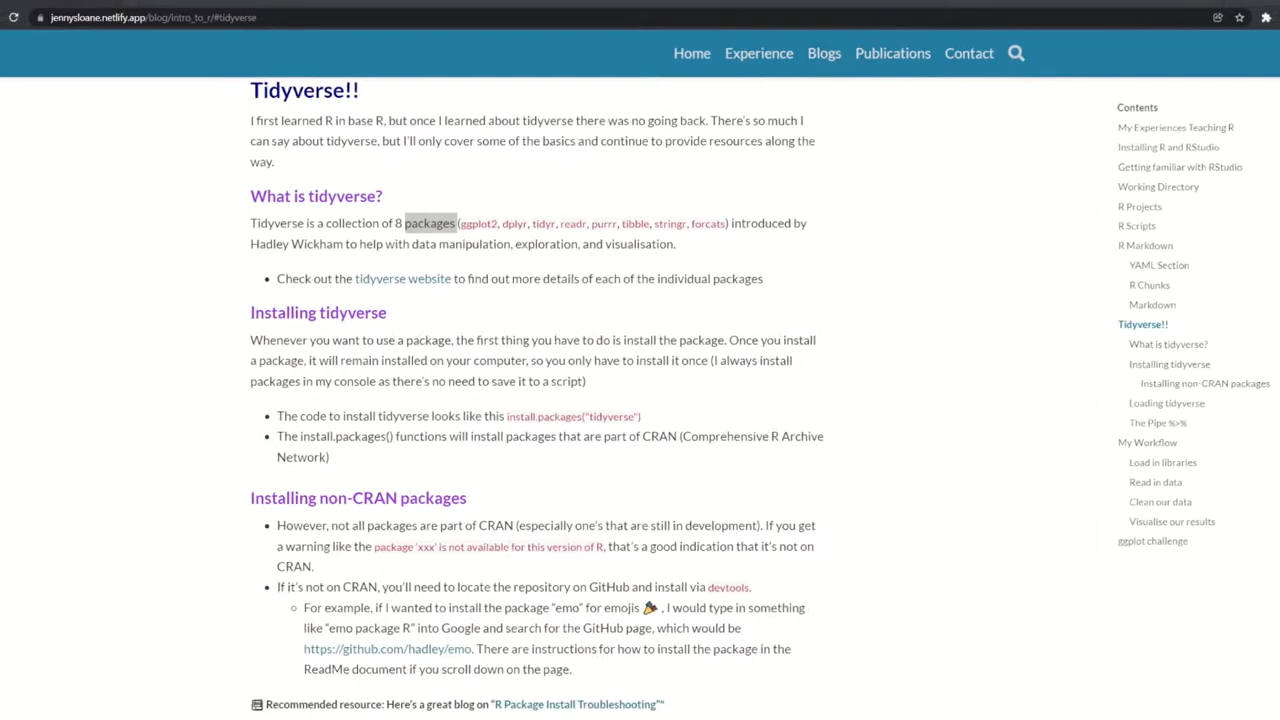 jennysloane.netlify.app/blog/intro_to_r/#tidyverse
Home Experience Blogs Publications Contact
Tidyverse!!
I first learned R in base R, but once I learned about tidyverse there was no going back. There's so much I
can say about tidyverse, but I'll only cover some of the basics and continue to provide resources along the
way.
What is tidyverse?
Tidyverse is a collection of 8 packages (ggplot2, dplyr, tidyr, readr, purrr, tibble, stringr, forcats) introduced by
Hadley Wickham to help with data manipulation, exploration, and visualisation.
• Check out the tidyverse website to find out more details of each of the individual packages
Installing tidyverse
Whenever you want to use a package, the first thing you have to do is install the package. Once you install
a package, it will remain installed on your computer, so you only have to install it once (I always install
packages in my console as there's no need to save it to a script)
• The code to install tidyverse looks like this install.packages("tidyverse")
• The install.packages() functions will install packages that are part of CRAN (Comprehensive R Archive
Network)
Installing non-CRAN packages
• However, not all packages are part of CRAN (especially one's that are still in development). If you get
a warning like the package 'xxx' is not available for this version of R, that's a good indication that it's not on
CRAN.
• If it's not on CRAN, you'll need to locate the repository on GitHub and install via devtools.
○ For example, if I wanted to install the package "emo" for emojis 🎉 , I would type in something
like "emo package R" into Google and search for the GitHub page, which would be
https://github.com/hadley/emo. There are instructions for how to install the package in the
ReadMe document if you scroll down on the page.
Recommended resource: Here's a great blog on "R Package Install Troubleshooting""
Contents
My Experiences Teaching R
Installing R and RStudio
Getting familiar with RStudio
Working Directory
R Projects
R Scripts
R Markdown
YAML Section
R Chunks
Markdown
Tidyverse!!
What is tidyverse?
Installing tidyverse
Installing non-CRAN packages
Loading tidyverse
The Pipe %>%
My Workflow
Load in libraries
Read in data
Clean our data
Visualise our results
ggplot challenge